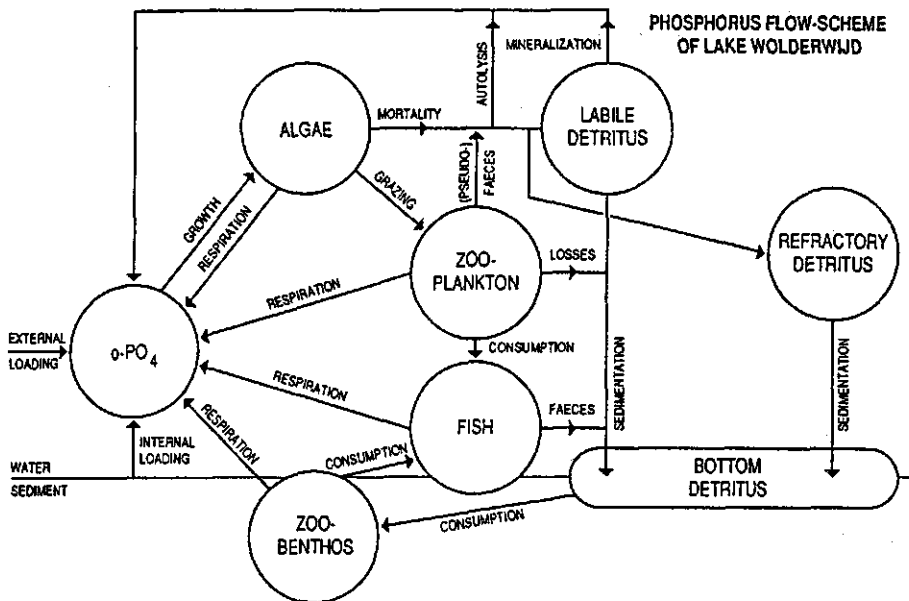 PHOSPHORUS FLOW-SCHEME
OF LAKE WOLDERWIJD
MINERALIZATION
AUTOLYSIS
ALGAE
MORTALITY
LABILE
DETRITUS
(PSEUDO-)
FAECES
GRAZING
GROWTH
RESPIRATION
ZOO-
PLANKTON
LOSSES
REFRACTORY
DETRITUS
RESPIRATION
EXTERNAL
LOADING
o-PO4
CONSUMPTION
RESPIRATION
SEDIMENTATION
SEDIMENTATION
FISH
FAECES
RESPIRATION
INTERNAL
LOADING
CONSUMPTION
WATER
SEDIMENT
BOTTOM
DETRITUS
CONSUMPTION
ZOO-
BENTHOS